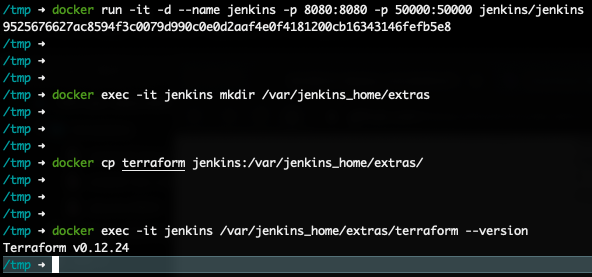 /tmp → docker run -it -d --name jenkins -p 8080:8080 -p 50000:50000 jenkins/jenkins
9525676627ac8594f3c0079d990c0e0d2aaf4e0f4181200cb16343146fefb5e8
/tmp →
/tmp →
/tmp →
/tmp → docker exec -it jenkins mkdir /var/jenkins_home/extras
/tmp →
/tmp →
/tmp →
/tmp → docker cp terraform jenkins:/var/jenkins_home/extras/
/tmp →
/tmp →
/tmp →
/tmp → docker exec -it jenkins /var/jenkins_home/extras/terraform --version
Terraform v0.12.24
/tmp →